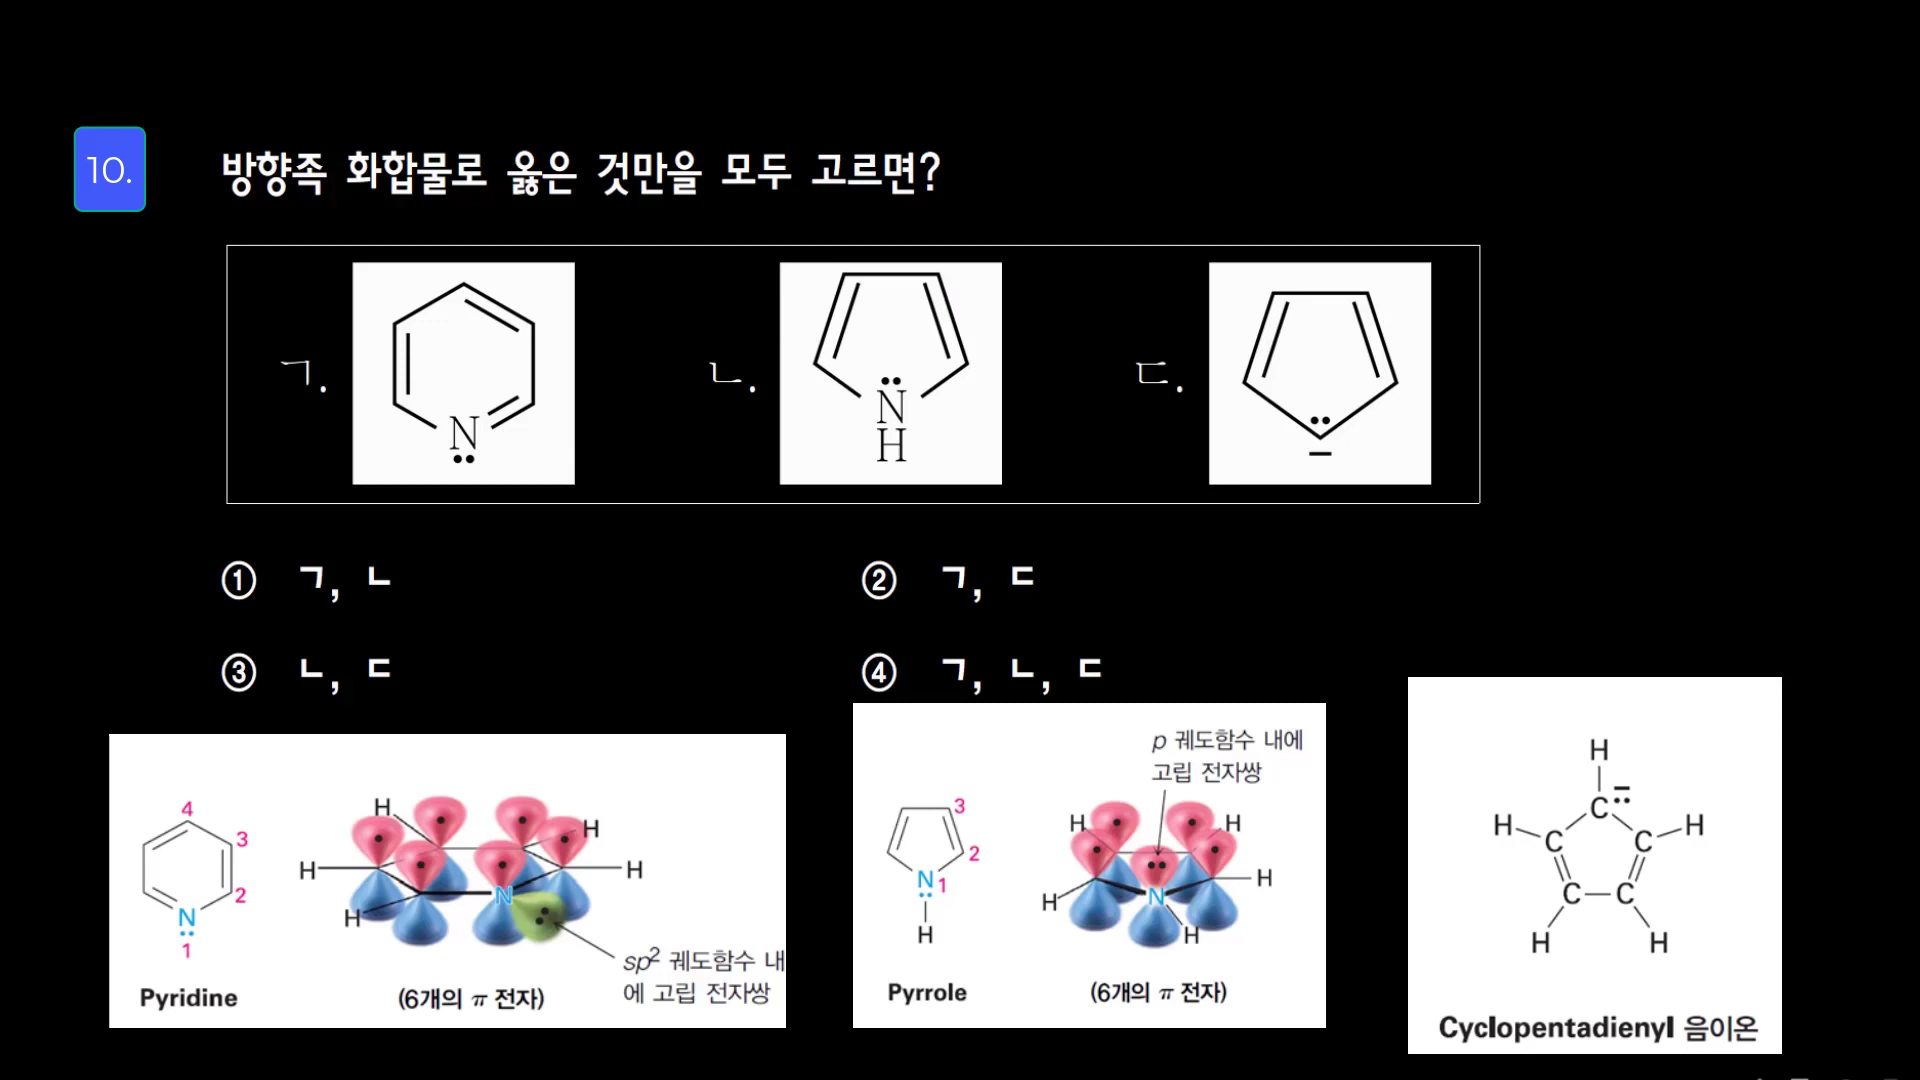 10. 방향족 화합물로 옳은 것만을 모두 고르면?
ㄱ. N
ㄴ. N
H
ㄷ. −
① ㄱ, ㄴ
② ㄱ, ㄷ
③ ㄴ, ㄷ
④ ㄱ, ㄴ, ㄷ
4
3
2
N
1
Pyridine
H H
H H
N
H
sp² 궤도함수 내
에 고립 전자쌍
(6개의 π 전자)
3
2
N 1
H
Pyrrole
p 궤도함수 내에
고립 전자쌍
H H
H H
N
H
(6개의 π 전자)
H
C −
H C C H
C C
H H
Cyclopentadienyl 음이온